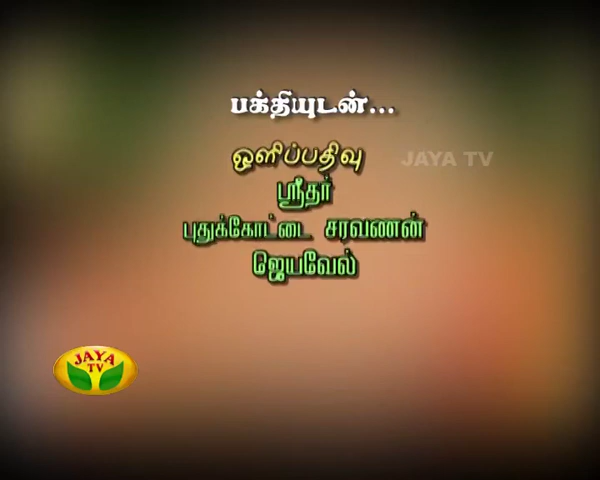 பக்தியுடன்...
ஒளிப்பதிவு
JAYA TV
ஸ்ரீதர்
புதுக்கோட்டை சரவணன்
ஜெயவேல்
JAYA
TV